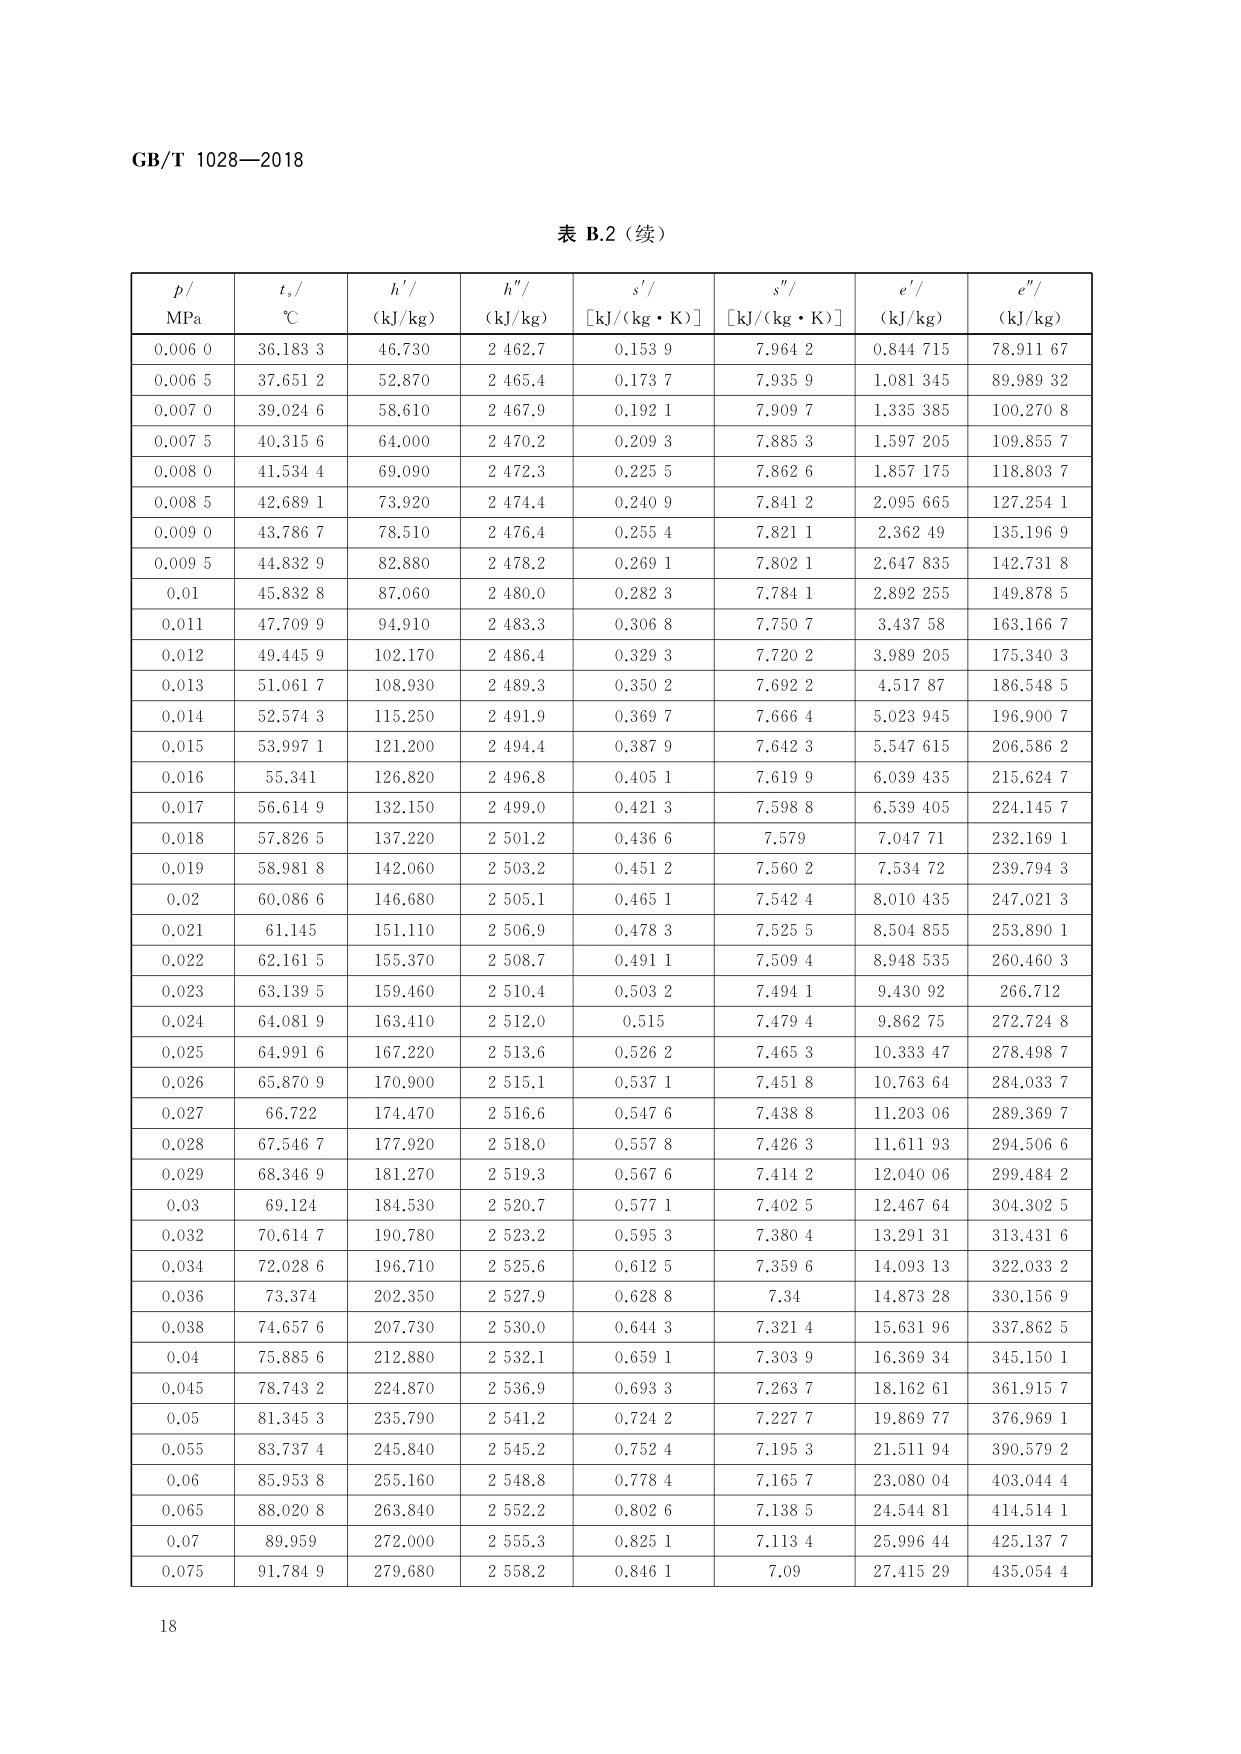 GB/T 1028—2018
表 B.2（续）
p/ ts/ h′/ h″/ s′/ s″/ e′/ e″/
MPa ℃ (kJ/kg) (kJ/kg) [kJ/(kg·K)] [kJ/(kg·K)] (kJ/kg) (kJ/kg)
0.006 0 36.183 3 46.730 2 462.7 0.153 9 7.964 2 0.844 715 78.911 67
0.006 5 37.651 2 52.870 2 465.4 0.173 7 7.935 9 1.081 345 89.989 32
0.007 0 39.024 6 58.610 2 467.9 0.192 1 7.909 7 1.335 385 100.270 8
0.007 5 40.315 6 64.000 2 470.2 0.209 3 7.885 3 1.597 205 109.855 7
0.008 0 41.534 4 69.090 2 472.3 0.225 5 7.862 6 1.857 175 118.803 7
0.008 5 42.689 1 73.920 2 474.4 0.240 9 7.841 2 2.095 665 127.254 1
0.009 0 43.786 7 78.510 2 476.4 0.255 4 7.821 1 2.362 49 135.196 9
0.009 5 44.832 9 82.880 2 478.2 0.269 1 7.802 1 2.647 835 142.731 8
0.01 45.832 8 87.060 2 480.0 0.282 3 7.784 1 2.892 255 149.878 5
0.011 47.709 9 94.910 2 483.3 0.306 8 7.750 7 3.437 58 163.166 7
0.012 49.445 9 102.170 2 486.4 0.329 3 7.720 2 3.989 205 175.340 3
0.013 51.061 7 108.930 2 489.3 0.350 2 7.692 2 4.517 87 186.548 5
0.014 52.574 3 115.250 2 491.9 0.369 7 7.666 4 5.023 945 196.900 7
0.015 53.997 1 121.200 2 494.4 0.387 9 7.642 3 5.547 615 206.586 2
0.016 55.341 126.820 2 496.8 0.405 1 7.619 9 6.039 435 215.624 7
0.017 56.614 9 132.150 2 499.0 0.421 3 7.598 8 6.539 405 224.145 7
0.018 57.826 5 137.220 2 501.2 0.436 6 7.579 7.047 71 232.169 1
0.019 58.981 8 142.060 2 503.2 0.451 2 7.560 2 7.534 72 239.794 3
0.02 60.086 6 146.680 2 505.1 0.465 1 7.542 4 8.010 435 247.021 3
0.021 61.145 151.110 2 506.9 0.478 3 7.525 5 8.504 855 253.890 1
0.022 62.161 5 155.370 2 508.7 0.491 1 7.509 4 8.948 535 260.460 3
0.023 63.139 5 159.460 2 510.4 0.503 2 7.494 1 9.430 92 266.712
0.024 64.081 9 163.410 2 512.0 0.515 7.479 4 9.862 75 272.724 8
0.025 64.991 6 167.220 2 513.6 0.526 2 7.465 3 10.333 47 278.498 7
0.026 65.870 9 170.900 2 515.1 0.537 1 7.451 8 10.763 64 284.033 7
0.027 66.722 174.470 2 516.6 0.547 6 7.438 8 11.203 06 289.369 7
0.028 67.546 7 177.920 2 518.0 0.557 8 7.426 3 11.611 93 294.506 6
0.029 68.346 9 181.270 2 519.3 0.567 6 7.414 2 12.040 06 299.484 2
0.03 69.124 184.530 2 520.7 0.577 1 7.402 5 12.467 64 304.302 5
0.032 70.614 7 190.780 2 523.2 0.595 3 7.380 4 13.291 31 313.431 6
0.034 72.028 6 196.710 2 525.6 0.612 5 7.359 6 14.093 13 322.033 2
0.036 73.374 202.350 2 527.9 0.628 8 7.34 14.873 28 330.156 9
0.038 74.657 6 207.730 2 530.0 0.644 3 7.321 4 15.631 96 337.862 5
0.04 75.885 6 212.880 2 532.1 0.659 1 7.303 9 16.369 34 345.150 1
0.045 78.743 2 224.870 2 536.9 0.693 3 7.263 7 18.162 61 361.915 7
0.05 81.345 3 235.790 2 541.2 0.724 2 7.227 7 19.869 77 376.969 1
0.055 83.737 4 245.840 2 545.2 0.752 4 7.195 3 21.511 94 390.579 2
0.06 85.953 8 255.160 2 548.8 0.778 4 7.165 7 23.080 04 403.044 4
0.065 88.020 8 263.840 2 552.2 0.802 6 7.138 5 24.544 81 414.514 1
0.07 89.959 272.000 2 555.3 0.825 1 7.113 4 25.996 44 425.137 7
0.075 91.784 9 279.680 2 558.2 0.846 1 7.09 27.415 29 435.054 4
18